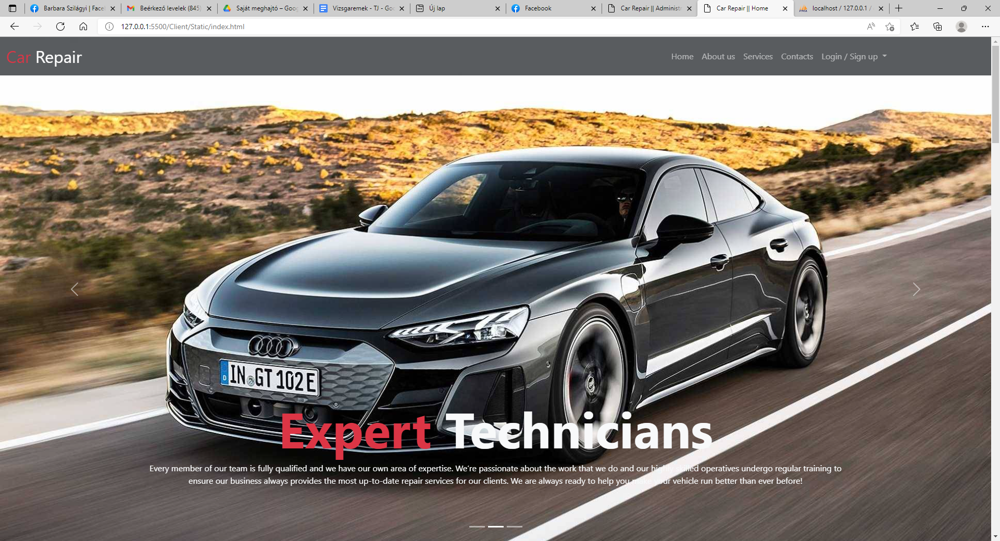 Barbara Szilágyi | Face
Beérkező levelek (845)
Saját meghajtó – Goog
Vizsgaremek - TJ - Go
Új lap
Facebook
Car Repair || Administr
Car Repair || Home
localhost / 127.0.0.1 /
127.0.0.1:5500/Client/Static/index.html
Car Repair
Home
About us
Services
Contacts
Login / Sign up
IN GT 102 E
Expert Technicians
Every member of our team is fully qualified and we have our own area of expertise. We're passionate about the work that we do and our highly skilled operatives undergo regular training to
ensure our business always provides the most up-to-date repair services for our clients. We are always ready to help you make your vehicle run better than ever before!